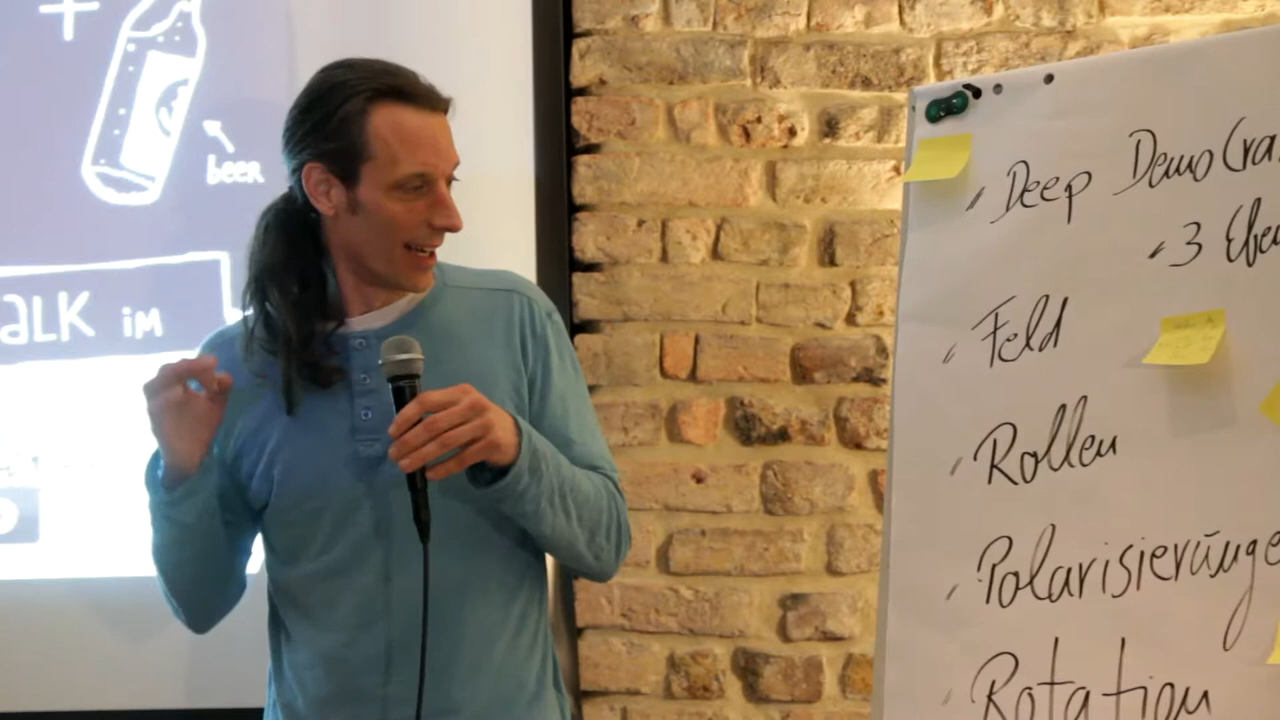 +
beer
ALK im
Deep DemoCra
3 Ebe
Feld
Rollen
Polarisierunge
Rotation